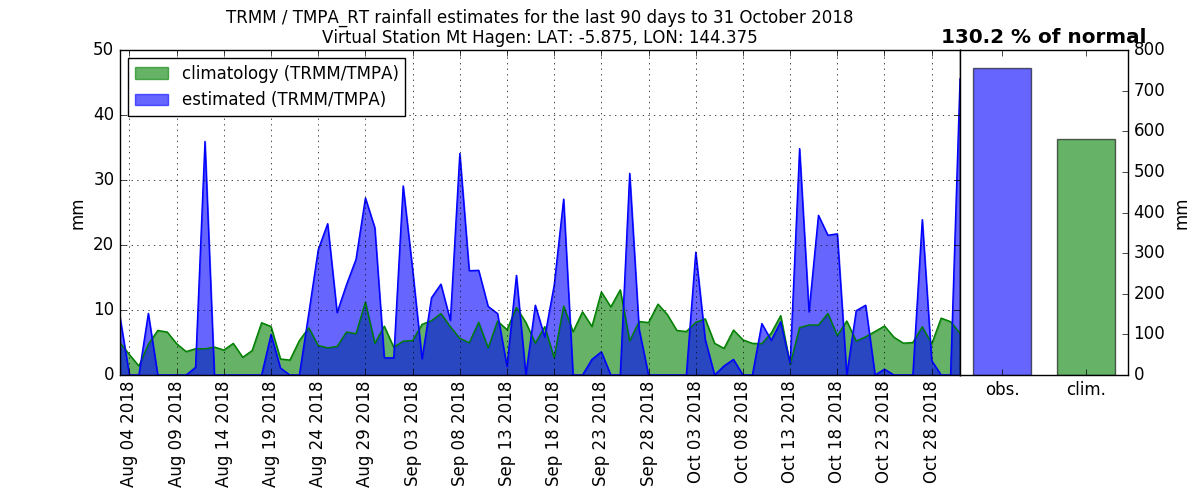 TRMM / TMPA_RT rainfall estimates for the last 90 days to 31 October 2018
Virtual Station Mt Hagen: LAT: -5.875, LON: 144.375
130.2 % of normal
climatology (TRMM/TMPA)
estimated (TRMM/TMPA)
50
40
30
20
10
0
mm
Aug 04 2018
Aug 09 2018
Aug 14 2018
Aug 19 2018
Aug 24 2018
Aug 29 2018
Sep 03 2018
Sep 08 2018
Sep 13 2018
Sep 18 2018
Sep 23 2018
Sep 28 2018
Oct 03 2018
Oct 08 2018
Oct 13 2018
Oct 18 2018
Oct 23 2018
Oct 28 2018
obs.
clim.
800
700
600
500
400
300
200
100
0
mm